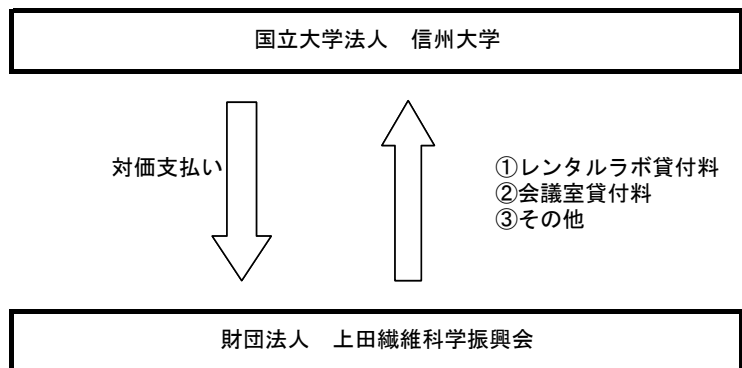 国立大学法人　信州大学
対価支払い
①レンタルラボ貸付料
②会議室貸付料
③その他
財団法人　上田繊維科学振興会